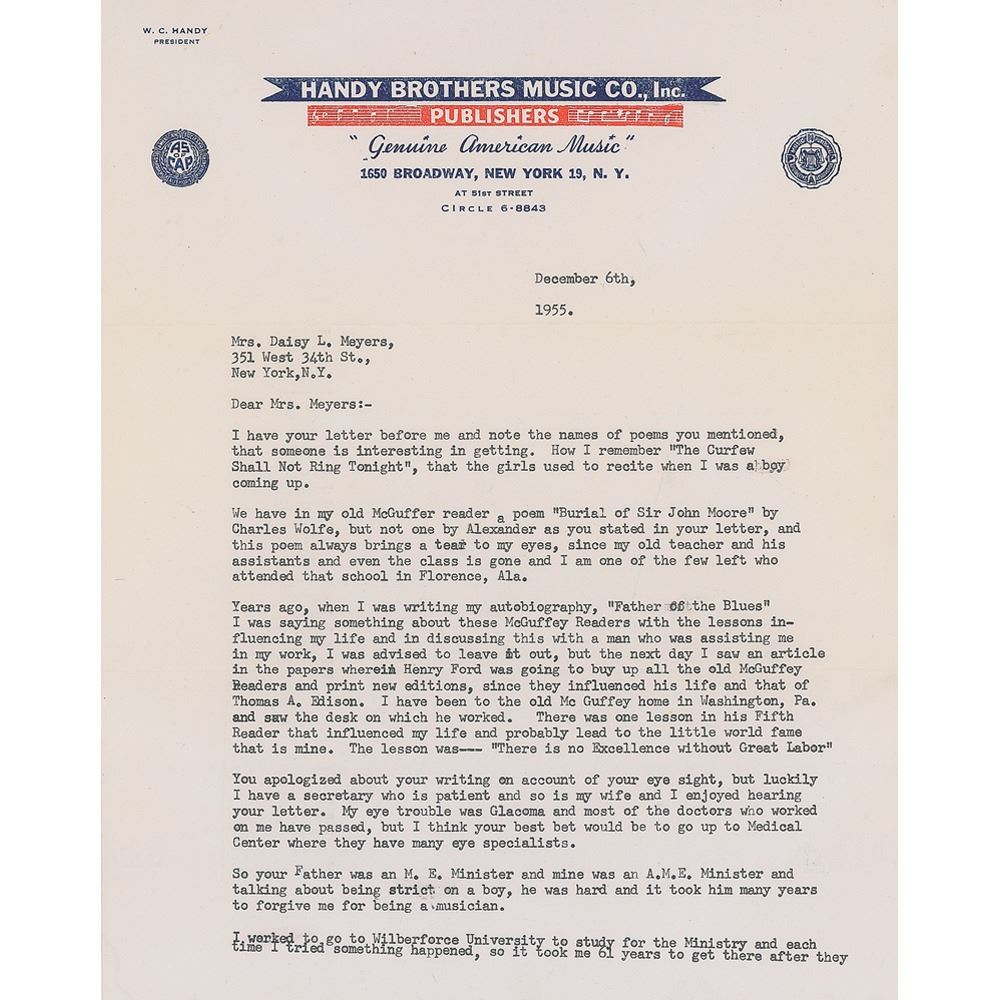 W. C. HANDY
PRESIDENT
HANDY BROTHERS MUSIC CO., Inc.
PUBLISHERS
"Genuine American Music"
AS
CAP
1650 BROADWAY, NEW YORK 19, N. Y.
AT 51ST STREET
CIRCLE 6-8843
December 6th,
1955.
Mrs. Daisy L. Meyers,
351 West 34th St.,
New York,N.Y.
Dear Mrs. Meyers:-
I have your letter before me and note the names of poems you mentioned,
that someone is interesting in getting. How I remember "The Curfew
Shall Not Ring Tonight", that the girls used to recite when I was a boy
coming up.
We have in my old McGuffer reader a poem "Burial of Sir John Moore" by
Charles Wolfe, but not one by Alexander as you stated in your letter, and
this poem always brings a tear to my eyes, since my old teacher and his
assistants and even the class is gone and I am one of the few left who
attended that school in Florence, Ala.
Years ago, when I was writing my autobiography, "Father of the Blues"
I was saying something about these McGuffey Readers with the lessons in-
fluencing my life and in discussing this with a man who was assisting me
in my work, I was advised to leave it out, but the next day I saw an article
in the papers wherein Henry Ford was going to buy up all the old McGuffey
Readers and print new editions, since they influenced his life and that of
Thomas A. Edison. I have been to the old Mc Guffey home in Washington, Pa.
and saw the desk on which he worked. There was one lesson in his Fifth
Reader that influenced my life and probably lead to the little world fame
that is mine. The lesson was--- "There is no Excellence without Great Labor"
You apologized about your writing on account of your eye sight, but luckily
I have a secretary who is patient and so is my wife and I enjoyed hearing
your letter. My eye trouble was Glacoma and most of the doctors who worked
on me have passed, but I think your best bet would be to go up to Medical
Center where they have many eye specialists.
So your Father was an M. E. Minister and mine was an A.M.E. Minister and
talking about being strict on a boy, he was hard and it took him many years
to forgive me for being a musician.
I worked to go to Wilberforce University to study for the Ministry and each
time I tried something happened, so it took me 61 years to get there after they